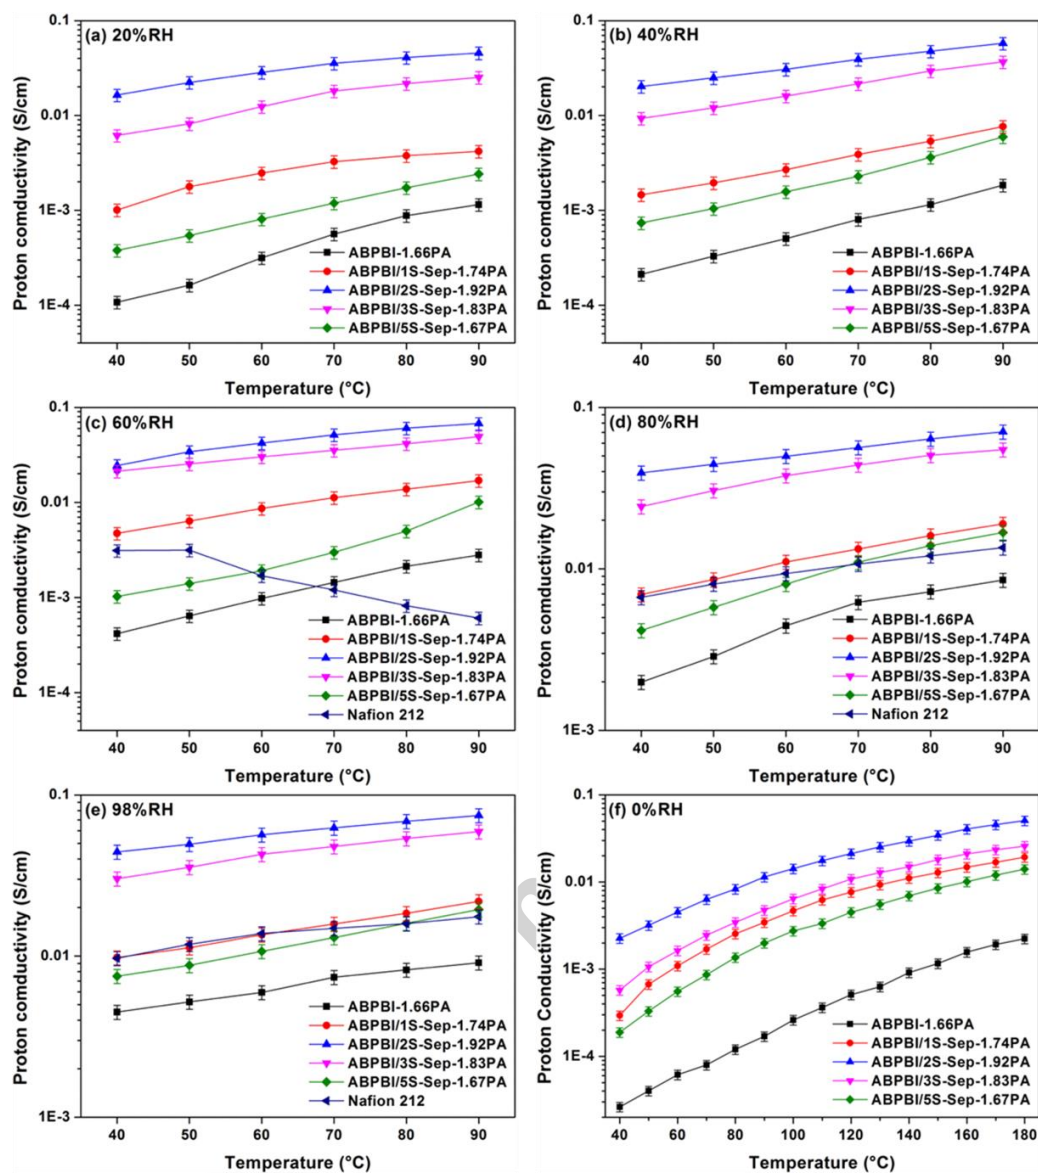 (a) 20%RH
Proton comductivity (S/cm)
0.1
0.01
1E-3
1E-4
ABPBI-1.66PA
ABPBI/1S-Sep-1.74PA
ABPBI/2S-Sep-1.92PA
ABPBI/3S-Sep-1.83PA
ABPBI/5S-Sep-1.67PA
40 50 60 70 80 90
Temperature (°C)
(b) 40%RH
Proton comductivity (S/cm)
0.1
0.01
1E-3
1E-4
ABPBI-1.66PA
ABPBI/1S-Sep-1.74PA
ABPBI/2S-Sep-1.92PA
ABPBI/3S-Sep-1.83PA
ABPBI/5S-Sep-1.67PA
40 50 60 70 80 90
Temperature (°C)
(c) 60%RH
Proton comductivity (S/cm)
0.1
0.01
1E-3
1E-4
ABPBI-1.66PA
ABPBI/1S-Sep-1.74PA
ABPBI/2S-Sep-1.92PA
ABPBI/3S-Sep-1.83PA
ABPBI/5S-Sep-1.67PA
Nafion 212
40 50 60 70 80 90
Temperature (°C)
(d) 80%RH
Proton comductivity (S/cm)
0.1
0.01
1E-3
ABPBI-1.66PA
ABPBI/1S-Sep-1.74PA
ABPBI/2S-Sep-1.92PA
ABPBI/3S-Sep-1.83PA
ABPBI/5S-Sep-1.67PA
Nafion 212
40 50 60 70 80 90
Temperature (°C)
(e) 98%RH
Proton comductivity (S/cm)
0.1
0.01
1E-3
ABPBI-1.66PA
ABPBI/1S-Sep-1.74PA
ABPBI/2S-Sep-1.92PA
ABPBI/3S-Sep-1.83PA
ABPBI/5S-Sep-1.67PA
Nafion 212
40 50 60 70 80 90
Temperature (°C)
(f) 0%RH
Proton Comductivity (S/cm)
0.1
0.01
1E-3
1E-4
ABPBI-1.66PA
ABPBI/1S-Sep-1.74PA
ABPBI/2S-Sep-1.92PA
ABPBI/3S-Sep-1.83PA
ABPBI/5S-Sep-1.67PA
40 60 80 100 120 140 160 180
Temperature (°C)